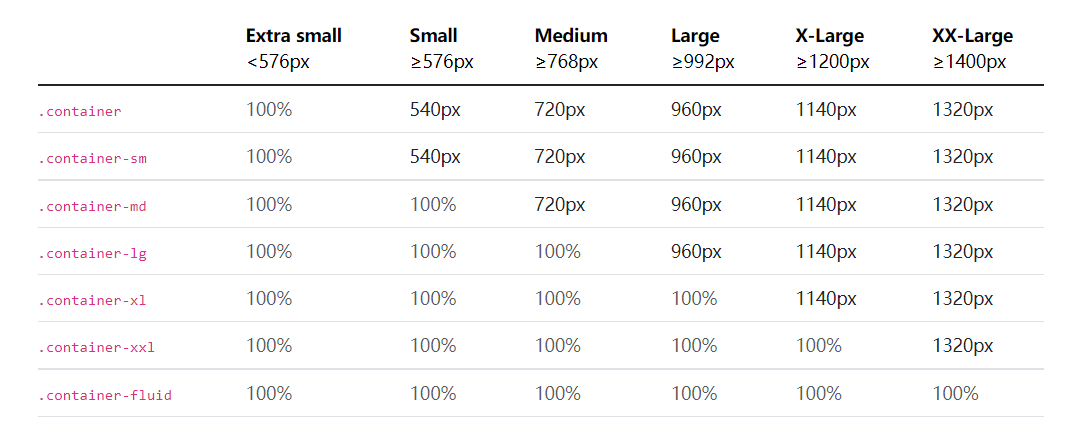 Extra small Small Medium Large X-Large XX-Large
<576px ≥576px ≥768px ≥992px ≥1200px ≥1400px
.container 100% 540px 720px 960px 1140px 1320px
.container-sm 100% 540px 720px 960px 1140px 1320px
.container-md 100% 100% 720px 960px 1140px 1320px
.container-lg 100% 100% 100% 960px 1140px 1320px
.container-xl 100% 100% 100% 100% 1140px 1320px
.container-xxl 100% 100% 100% 100% 100% 1320px
.container-fluid 100% 100% 100% 100% 100% 100%